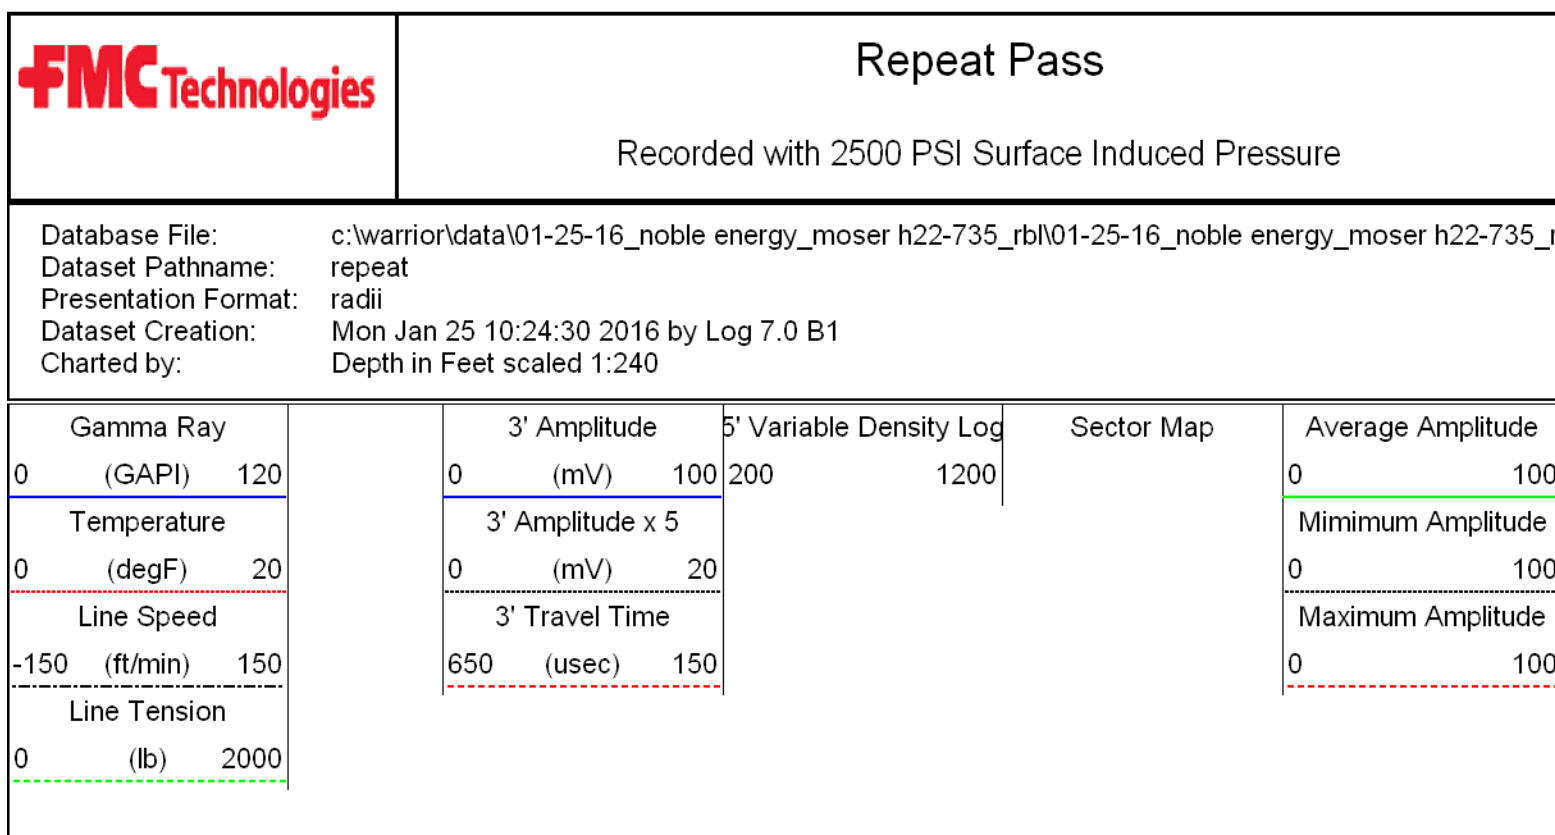 FMC Technologies
Repeat Pass
Recorded with 2500 PSI Surface Induced Pressure
Database File: c:\warrior\data\01-25-16_noble energy_moser h22-735_rbl\01-25-16_noble energy_moser h22-735_r
Dataset Pathname: repeat
Presentation Format: radii
Dataset Creation: Mon Jan 25 10:24:30 2016 by Log 7.0 B1
Charted by: Depth in Feet scaled 1:240
Gamma Ray 3' Amplitude 5' Variable Density Log Sector Map Average Amplitude
0 (GAPI) 120 0 (mV) 100 200 1200 0 100
Temperature 3' Amplitude x 5 Mimimum Amplitude
0 (degF) 20 0 (mV) 20 0 100
Line Speed 3' Travel Time Maximum Amplitude
-150 (ft/min) 150 650 (usec) 150 0 100
Line Tension
0 (lb) 2000